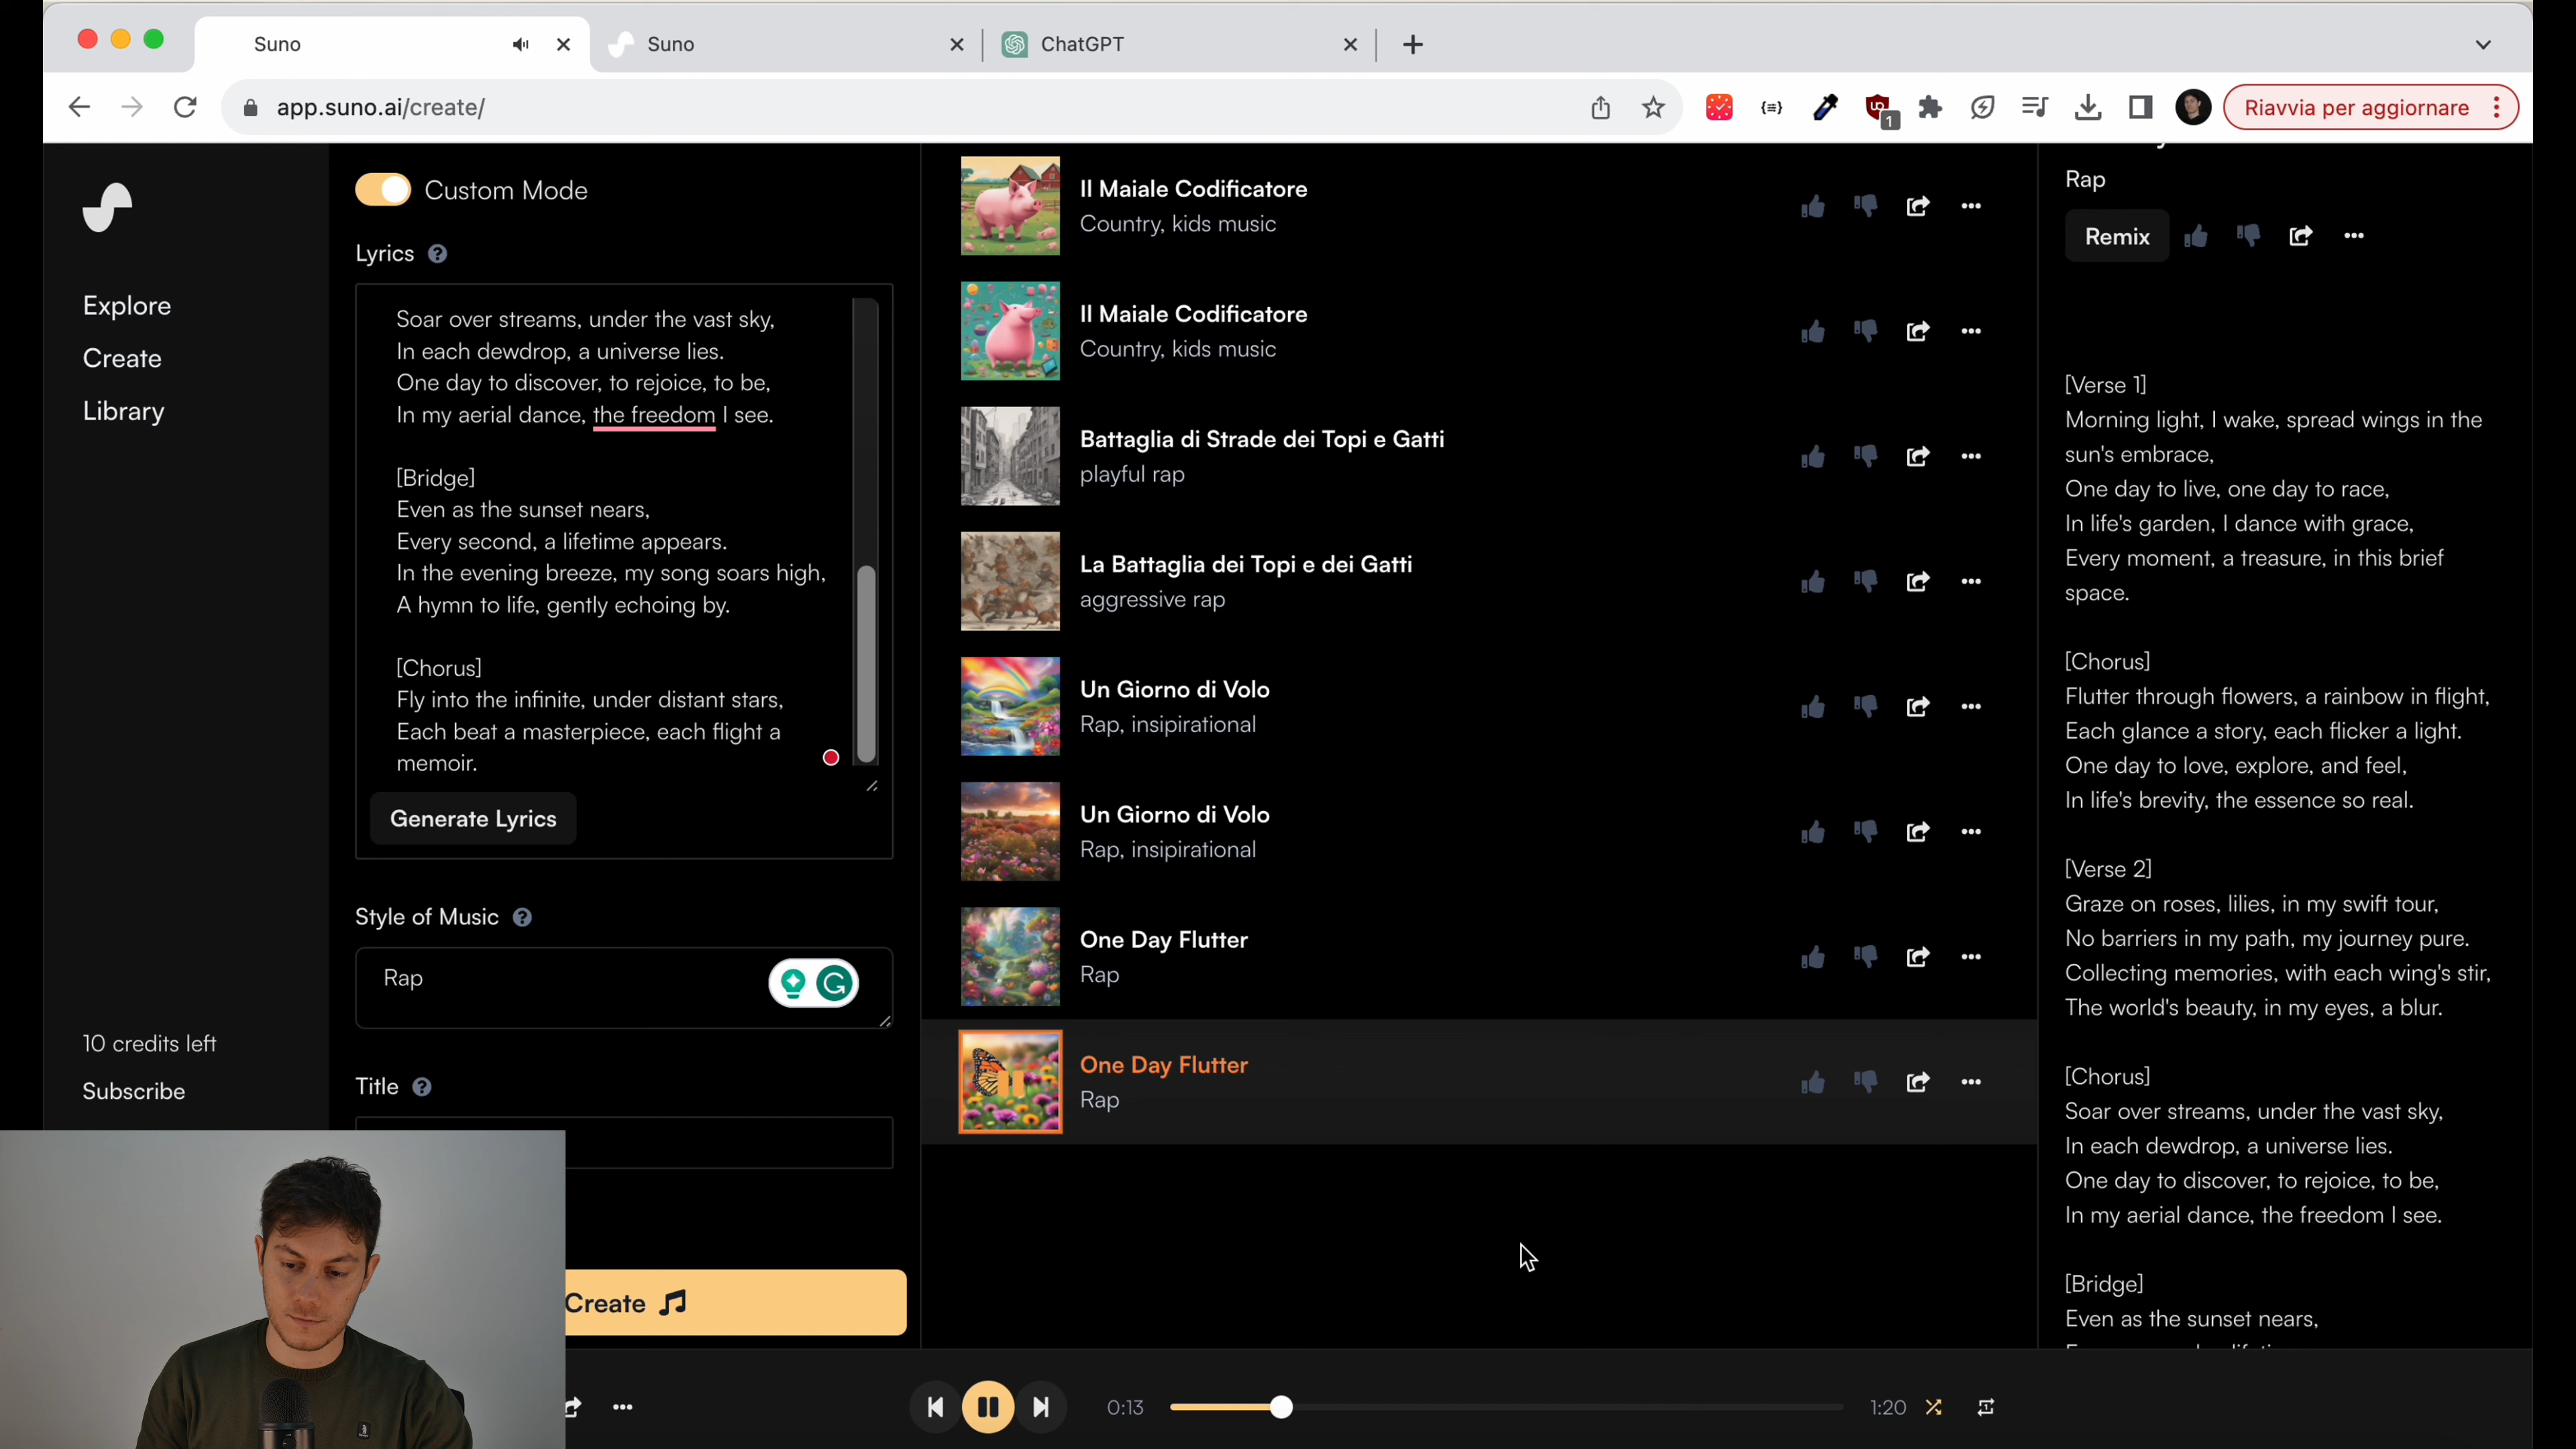 Suno
Suno
ChatGPT
app.suno.ai/create/
1
Riavvia per aggiornare
Explore
Create
Library
10 credits left
Subscribe
Custom Mode
Lyrics
Soar over streams, under the vast sky,
In each dewdrop, a universe lies.
One day to discover, to rejoice, to be,
In my aerial dance, the freedom I see.
[Bridge]
Even as the sunset nears,
Every second, a lifetime appears.
In the evening breeze, my song soars high,
A hymn to life, gently echoing by.
[Chorus]
Fly into the infinite, under distant stars,
Each beat a masterpiece, each flight a
memoir.
Generate Lyrics
Style of Music
Rap
Title
Create
Il Maiale Codificatore
Country, kids music
Il Maiale Codificatore
Country, kids music
Battaglia di Strade dei Topi e Gatti
playful rap
La Battaglia dei Topi e dei Gatti
aggressive rap
Un Giorno di Volo
Rap, insipirational
Un Giorno di Volo
Rap, insipirational
One Day Flutter
Rap
One Day Flutter
Rap
Rap
Remix
[Verse 1]
Morning light, I wake, spread wings in the
sun's embrace,
One day to live, one day to race,
In life's garden, I dance with grace,
Every moment, a treasure, in this brief
space.
[Chorus]
Flutter through flowers, a rainbow in flight,
Each glance a story, each flicker a light.
One day to love, explore, and feel,
In life's brevity, the essence so real.
[Verse 2]
Graze on roses, lilies, in my swift tour,
No barriers in my path, my journey pure.
Collecting memories, with each wing's stir,
The world's beauty, in my eyes, a blur.
[Chorus]
Soar over streams, under the vast sky,
In each dewdrop, a universe lies.
One day to discover, to rejoice, to be,
In my aerial dance, the freedom I see.
[Bridge]
Even as the sunset nears,
0:13
1:20